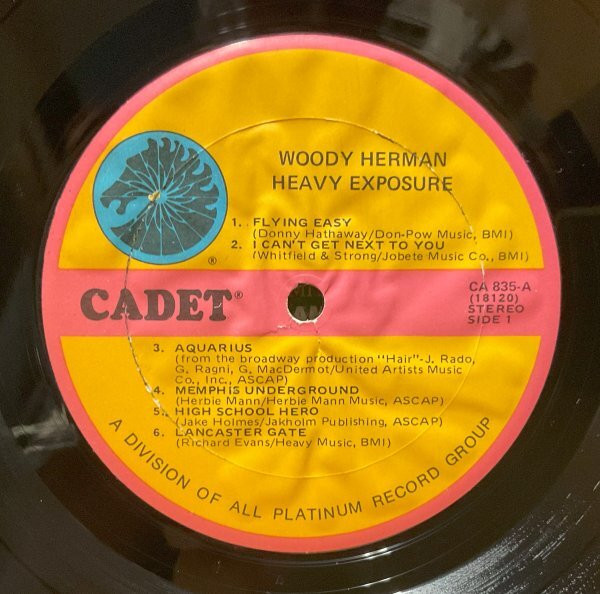 WOODY HERMAN
HEAVY EXPOSURE
1. FLYING EASY
(Donny Hathaway/Don-Pow Music, BMI)
2. I CAN'T GET NEXT TO YOU
(Whitfield & Strong/Jobete Music Co., BMI)
®
CADET®
CA 835-A
(18120)
STEREO
SIDE 1
3. AQUARIUS
(from the broadway production "Hair"-J. Rado,
G. Ragni, G. MacDermot/United Artists Music
Co., Inc., ASCAP)
4. MEMPHIS UNDERGROUND
(Herbie Mann/Herbie Mann Music, ASCAP)
5. HIGH SCHOOL HERO
(Jake Holmes/Jakholm Publishing, ASCAP)
6. LANCASTER GATE
(Richard Evans/Heavy Music, BMI)
A DIVISION OF ALL PLATINUM RECORD GROUP